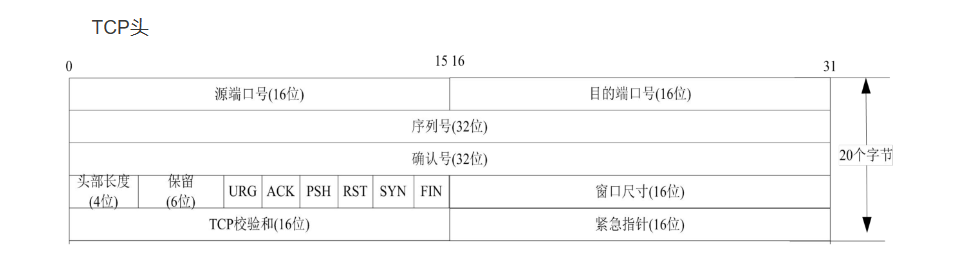 TCP头
0 15 16 31
源端口号(16位) 目的端口号(16位)
序列号(32位)
确认号(32位)
20个字节
头部长度
(4位)
保留
(6位)
URG ACK PSH RST SYN FIN 窗口尺寸(16位)
TCP校验和(16位) 紧急指针(16位)